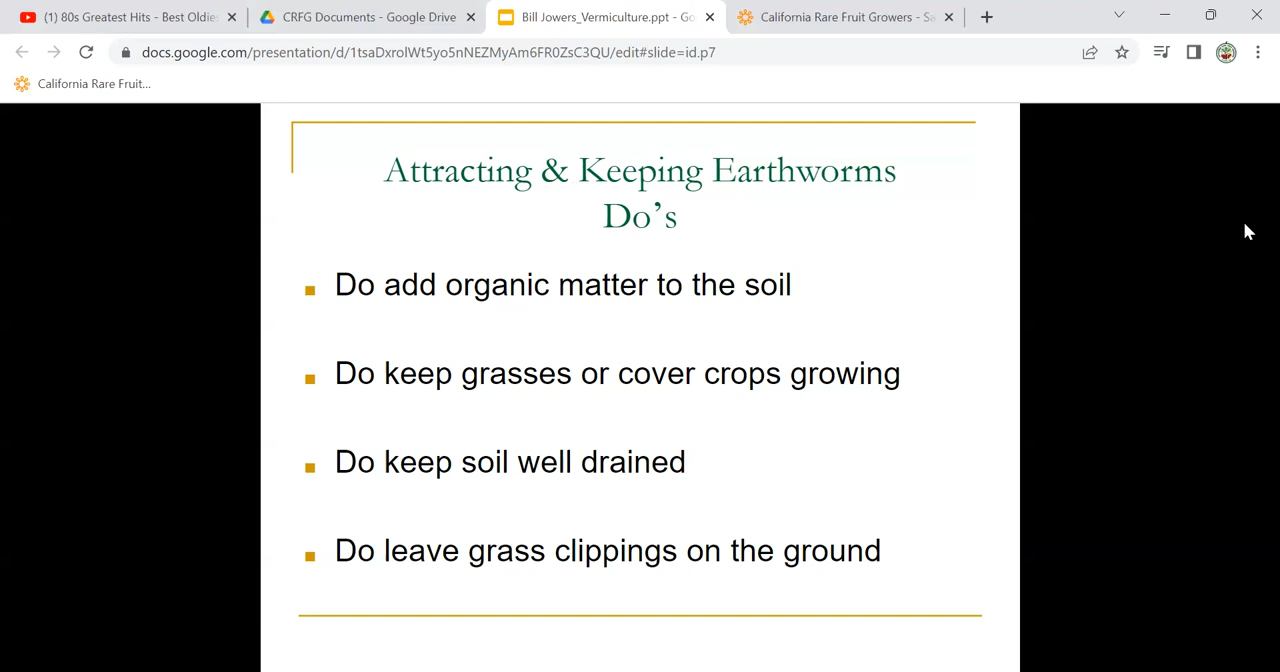 (1) 80s Greatest Hits - Best Oldie
CRFG Documents - Google Drive
Bill Jowers_Vermiculture.ppt - Go
California Rare Fruit Growers - Sa
docs.google.com/presentation/d/1tsaDxrolWt5yo5nNEZMyAm6FR0ZsC3QU/edit#slide=id.p7
California Rare Fruit...
Attracting & Keeping Earthworms
Do's
Do add organic matter to the soil
Do keep grasses or cover crops growing
Do keep soil well drained
Do leave grass clippings on the ground